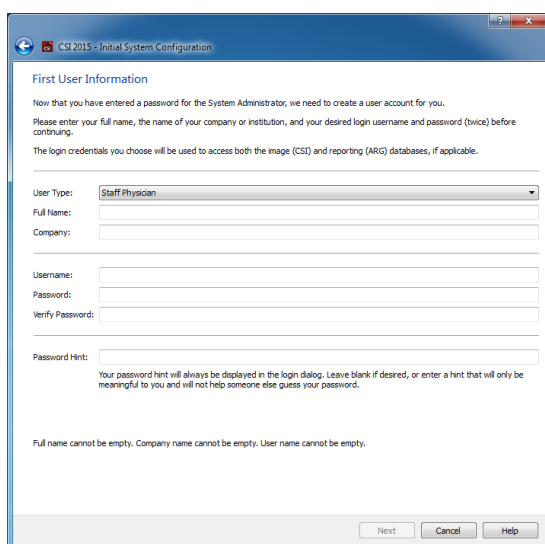 ?
CSI
CSI 2015 - Initial System Configuration
First User Information
Now that you have entered a password for the System Administrator, we need to create a user account for you.
Please enter your full name, the name of your company or institution, and your desired login username and password (twice) before
continuing.
The login credentials you choose will be used to access both the image (CSI) and reporting (ARG) databases, if applicable.
User Type: Staff Physician
Full Name:
Company:
Username:
Password:
Verify Password:
Password Hint:
Your password hint will always be displayed in the login dialog. Leave blank if desired, or enter a hint that will only be
meaningful to you and will not help someone else guess your password.
Full name cannot be empty. Company name cannot be empty. User name cannot be empty.
Next Cancel Help